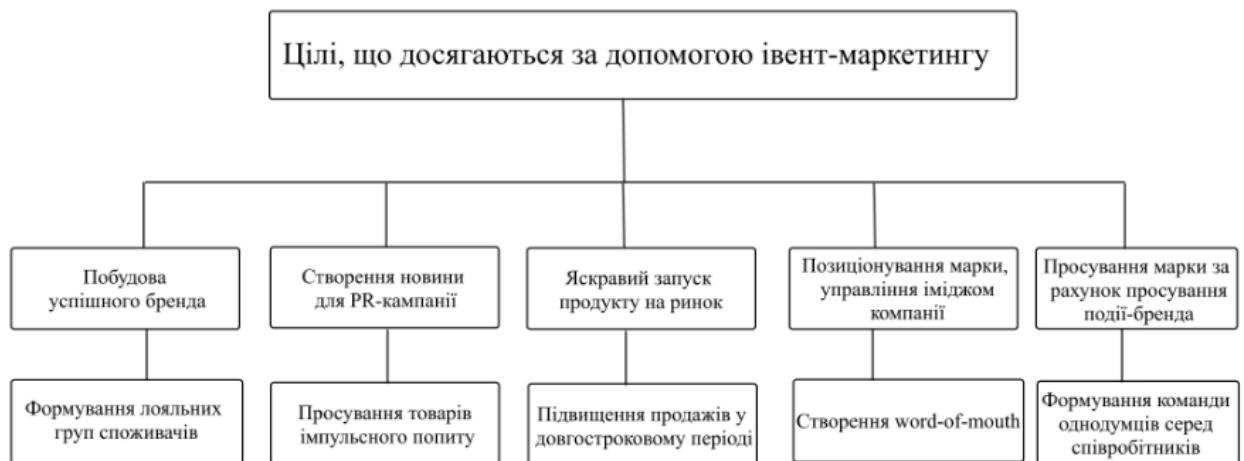 Цілі, що досягаються за допомогою івент-маркетингу
Побудова
успішного бренда
Створення новини
для PR-кампанії
Яскравий запуск
продукту на ринок
Позиціонування марки,
управління іміджом
компанії
Просування марки за
рахунок просування
події-бренда
Формування лояльних
груп споживачів
Просування товарів
імпульсного попиту
Підвищення продажів у
довгостроковому періоді
Створення word-of-mouth
Формування команди
однодумців серед
співробітників